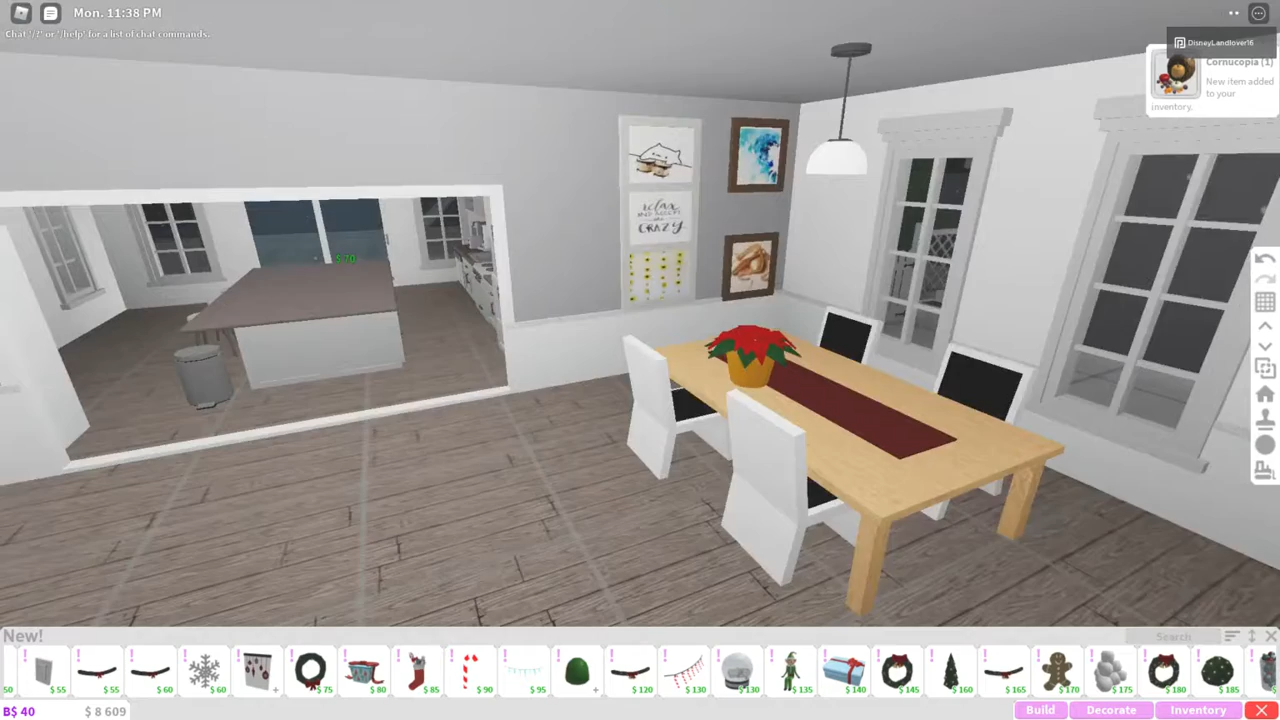 Mon. 11:38 PM
Chat '/?' or '/help' for a list of chat commands.
DisneyLandlover16
Cornucopia (1)
New item added
to your
inventory.
relax
CRAZY
$ 70
New!
Search
50
$ 55
$ 55
$ 60
$ 60
$ 75
$ 80
$ 85
$ 90
$ 95
$ 120
$ 130
$ 130
$ 135
$ 140
$ 145
$ 160
$ 165
$ 170
$ 175
$ 180
$ 185
B$ 40
$ 8 609
Build
Decorate
Inventory